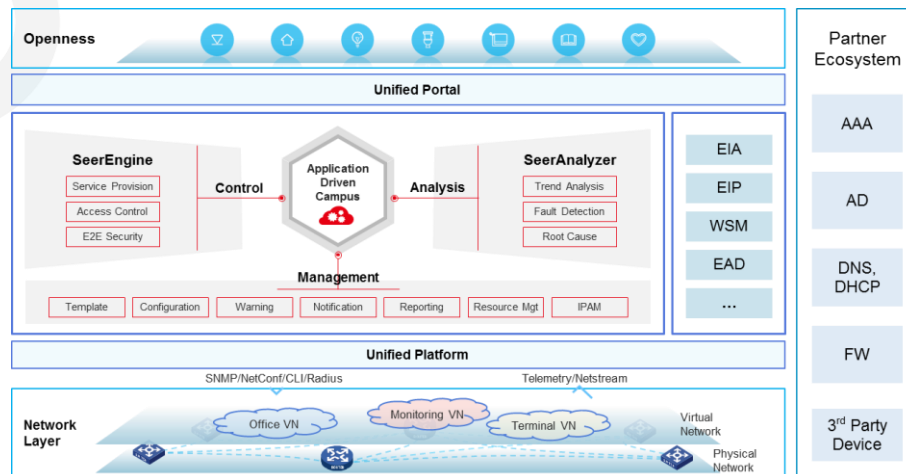 Openness
Unified Portal
SeerEngine
Service Provision
Access Control
E2E Security
Control
Application
Driven
Campus
Analysis
SeerAnalyzer
Trend Analysis
Fault Detection
Root Cause
Management
Template
Configuration
Warning
Notification
Reporting
Resource Mgt
IPAM
EIA
EIP
WSM
EAD
...
Unified Platform
SNMP/NetConf/CLI/Radius
Telemetry/Netstream
Network
Layer
Office VN
Monitoring VN
Terminal VN
Virtual
Network
Physical
Network
Partner
Ecosystem
AAA
AD
DNS,
DHCP
FW
3rd Party
Device